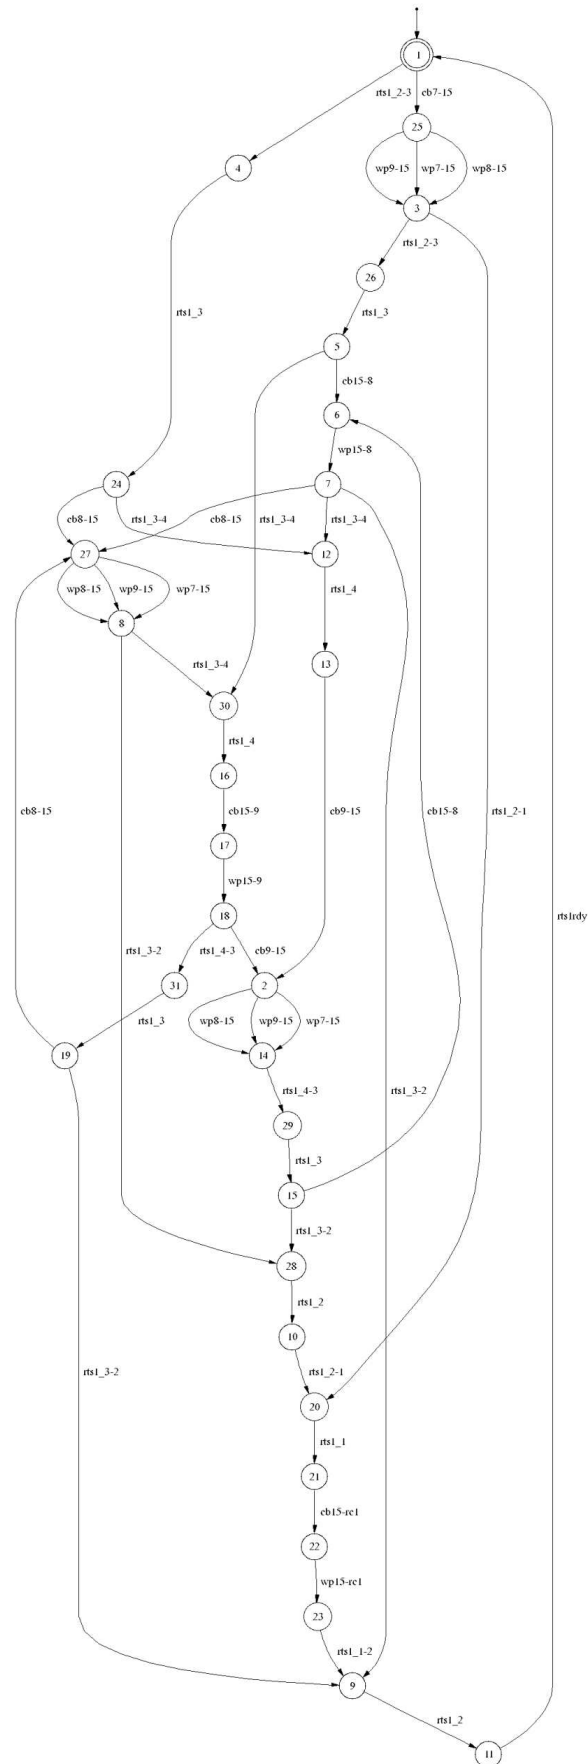 1
rts1_2-3 cb7-15
25
4
wp9-15 wp7-15 wp8-15
3
rts1_2-3
26
rts1_3
rts1_3
5
cb15-8
6
wp15-8
24
7
cb8-15
rts1_3-4
cb8-15
rts1_3-4
rts1_3-4
27
12
wp8-15 wp9-15 wp7-15
rts1_4
8
rts1_3-4
13
30
rts1_4
16
cb8-15
cb15-9
cb9-15
cb15-8
rts1_2-1
rts1rdy
17
wp15-9
18
rts1_3-2
rts1_4-3
cb9-15
31
2
rts1_3
wp8-15 wp9-15 wp7-15
19
14
rts1_4-3
rts1_3-2
29
rts1_3
15
rts1_3-2
28
rts1_2
10
rts1_3-2
rts1_2-1
20
rts1_1
21
cb15-rc1
22
wp15-rc1
23
rts1_1-2
9
rts1_2
11